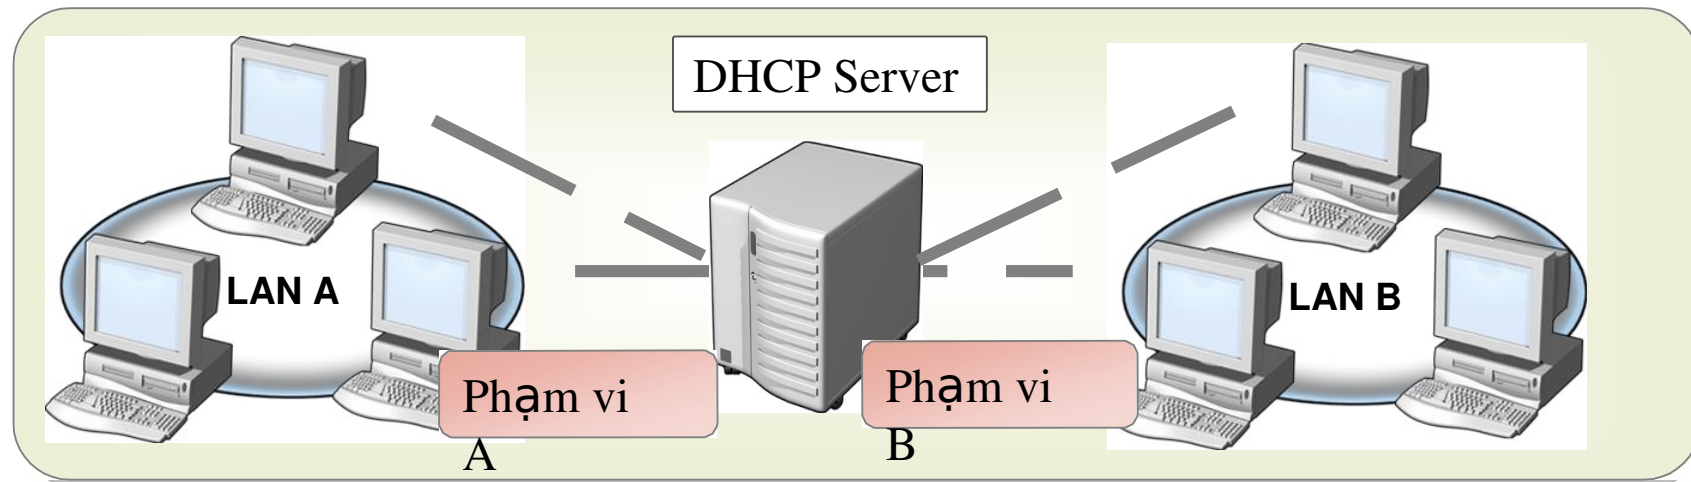 DHCP Server
LAN A
LAN B
Phạm vi
A
Phạm vi
B